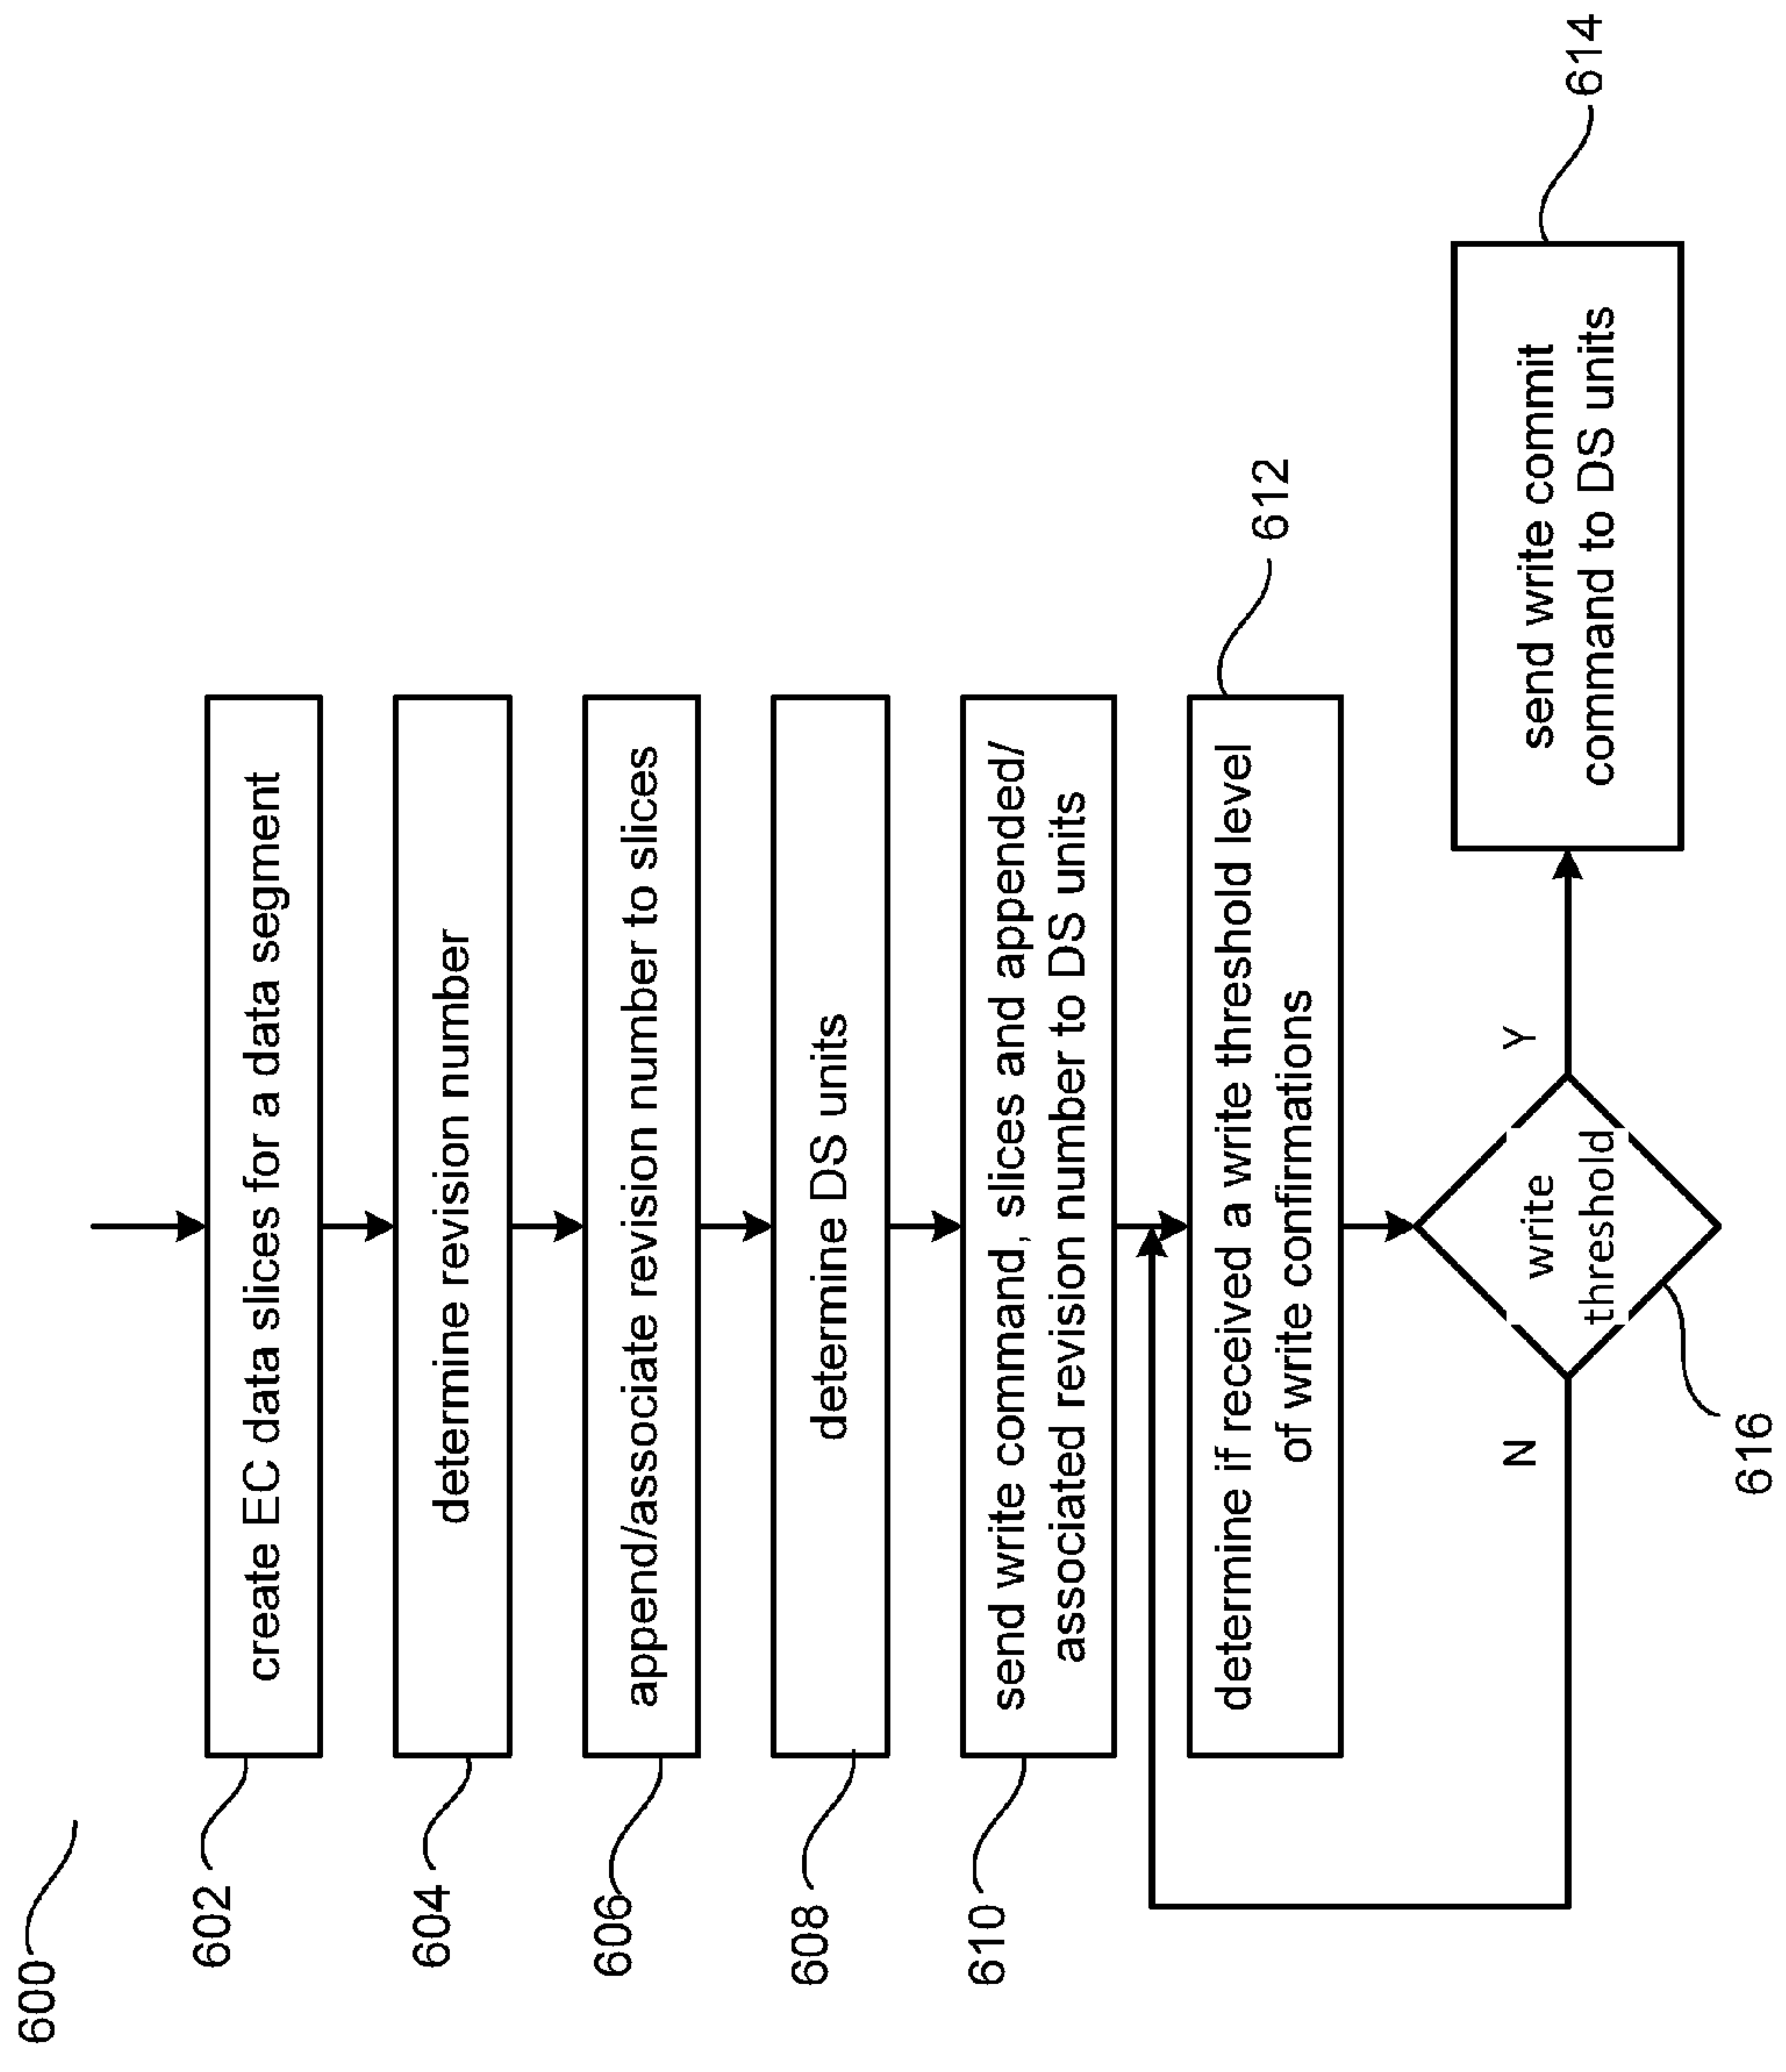 600
602
create EC data slices for a data segment
604
determine revision number
606
append/associate revision number to slices
608
determine DS units
610
send write command, slices and appended/
associated revision number to DS units
612
determine if received a write threshold level
of write confirmations
write
threshold
616
N
Y
send write commit
command to DS units
614